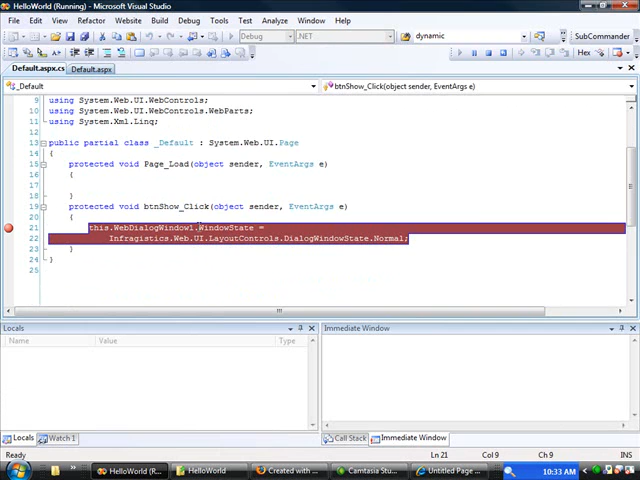 HelloWorld (Running) - Microsoft Visual Studio
File Edit View Refactor Website Build Debug Tools Test Analyze Window Help
Debug dynamic SubCommander
Hex
Default.aspx.cs Default.aspx
_Default btnShow_Click(object sender, EventArgs e)
9 using System.Web.UI.WebControls;
10 using System.Web.UI.WebControls.WebParts;
11 using System.Xml.Linq;
12
13 public partial class _Default : System.Web.UI.Page
14 {
15 protected void Page_Load(object sender, EventArgs e)
16 {
17
18 }
19 protected void btnShow_Click(object sender, EventArgs e)
20 {
21 this.WebDialogWindow1.WindowState =
22 Infragistics.Web.UI.LayoutControls.DialogWindowState.Normal;
23 }
24 }
25
Locals Immediate Window
Name Value Type
Locals Watch 1 Call Stack Immediate Window
Ready Ln 21 Col 9 Ch 9 INS
HelloWorld (R... HelloWorld Created with ... Camtasia Stu... Untitled Page ... 10:33 AM